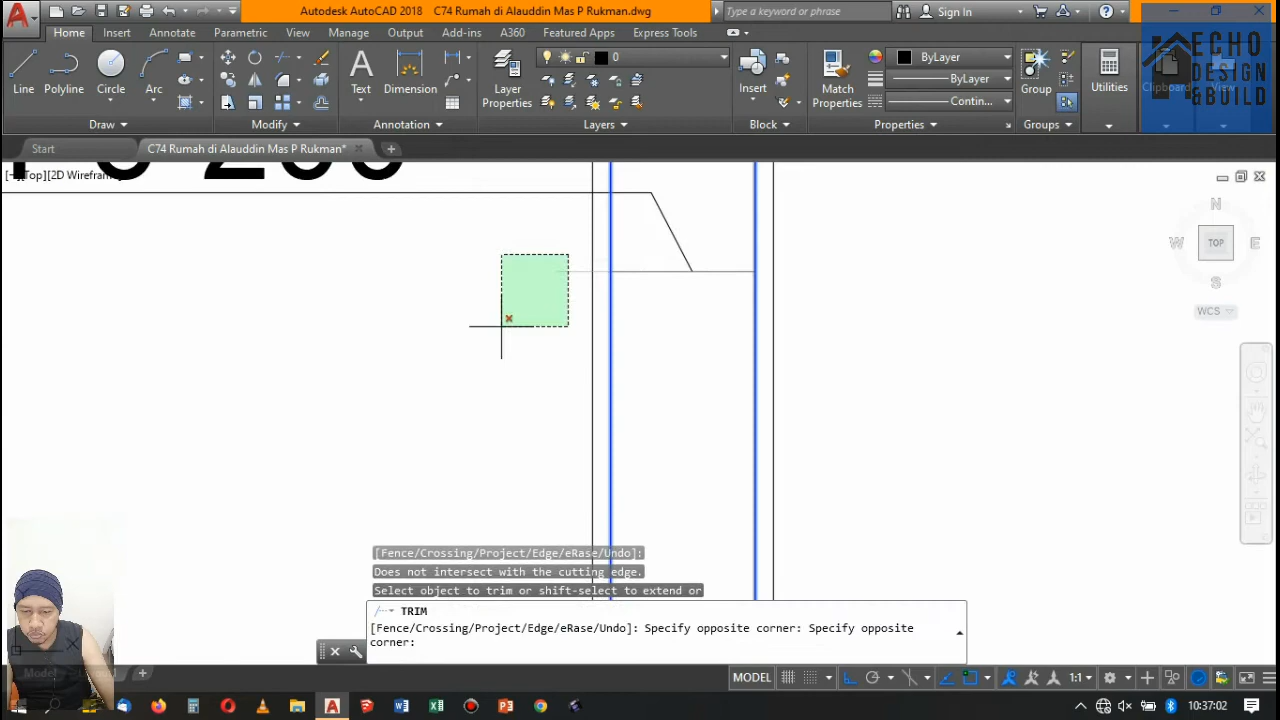 Autodesk AutoCAD 2018 C74 Rumah di Alauddin Mas P Rukman.dwg
Type a keyword or phrase
Sign In
Home Insert Annotate Parametric View Manage Output Add-ins A360 Featured Apps Express Tools
ECHO
DESIGN
&BUILD
Line Polyline Circle Arc
Text Dimension
Layer
Properties
0
Insert
Match
Properties
ByLayer
ByLayer
Contin...
Group
Utilities
Clipboard
View
Draw Modify Annotation Layers Block Properties Groups
Start C74 Rumah di Alauddin Mas P Rukman*
[−][Top][2D Wireframe]
N
W TOP E
S
WCS
[Fence/Crossing/Project/Edge/eRase/Undo]:
Does not intersect with the cutting edge.
Select object to trim or shift-select to extend or
TRIM
[Fence/Crossing/Project/Edge/eRase/Undo]: Specify opposite corner: Specify opposite
corner:
Model
MODEL 1:1
10:37:02